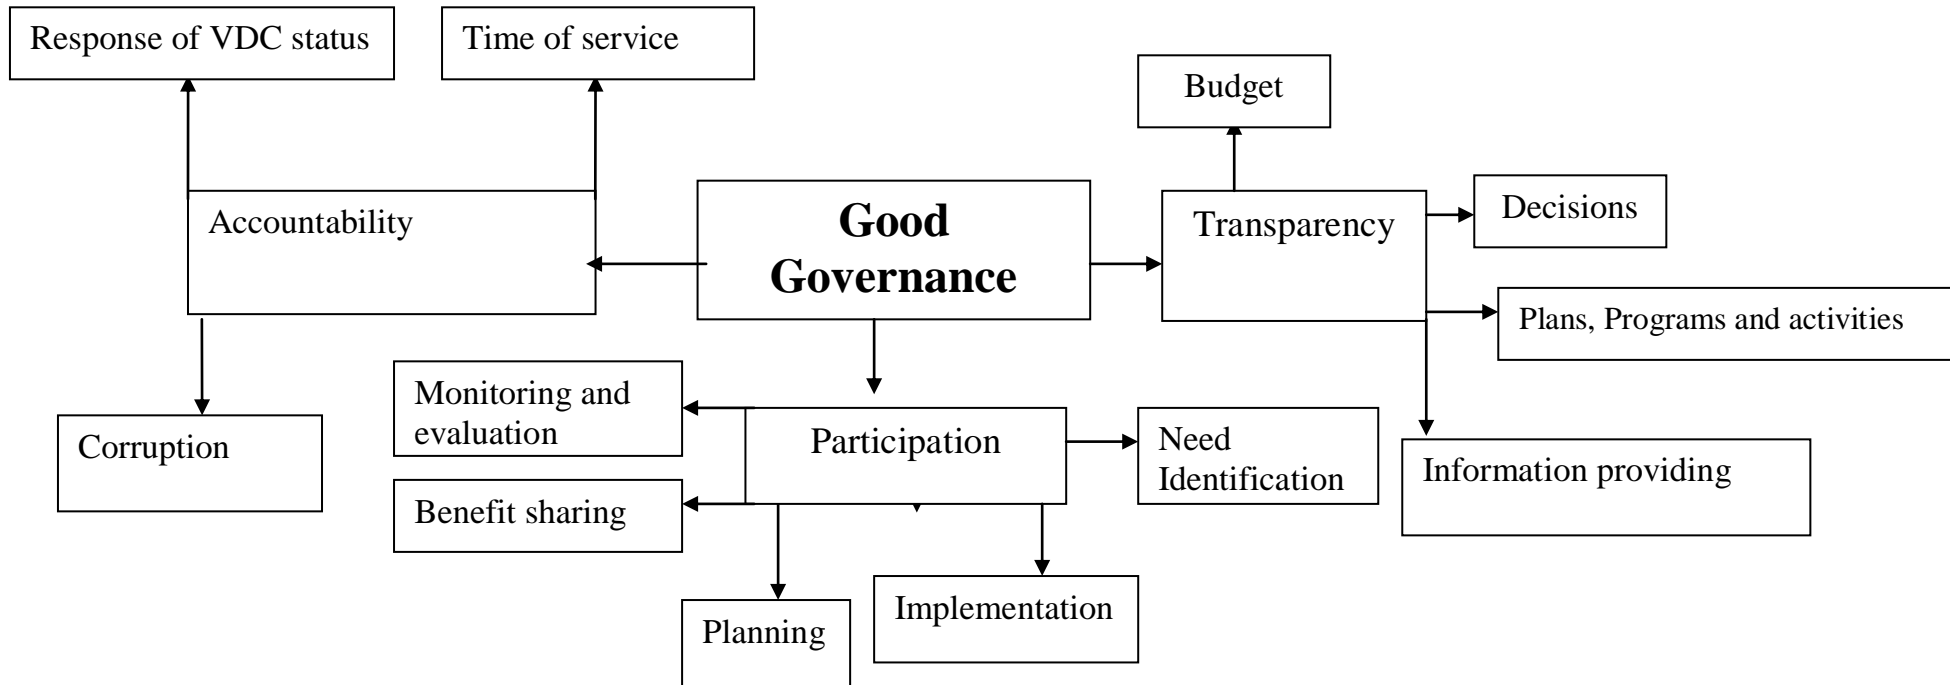 Response of VDC status
Time of service
Budget
Accountability
Good
Governance
Transparency
Decisions
Plans, Programs and activities
Monitoring and
evaluation
Corruption
Participation
Need
Identification
Information providing
Benefit sharing
Planning
Implementation